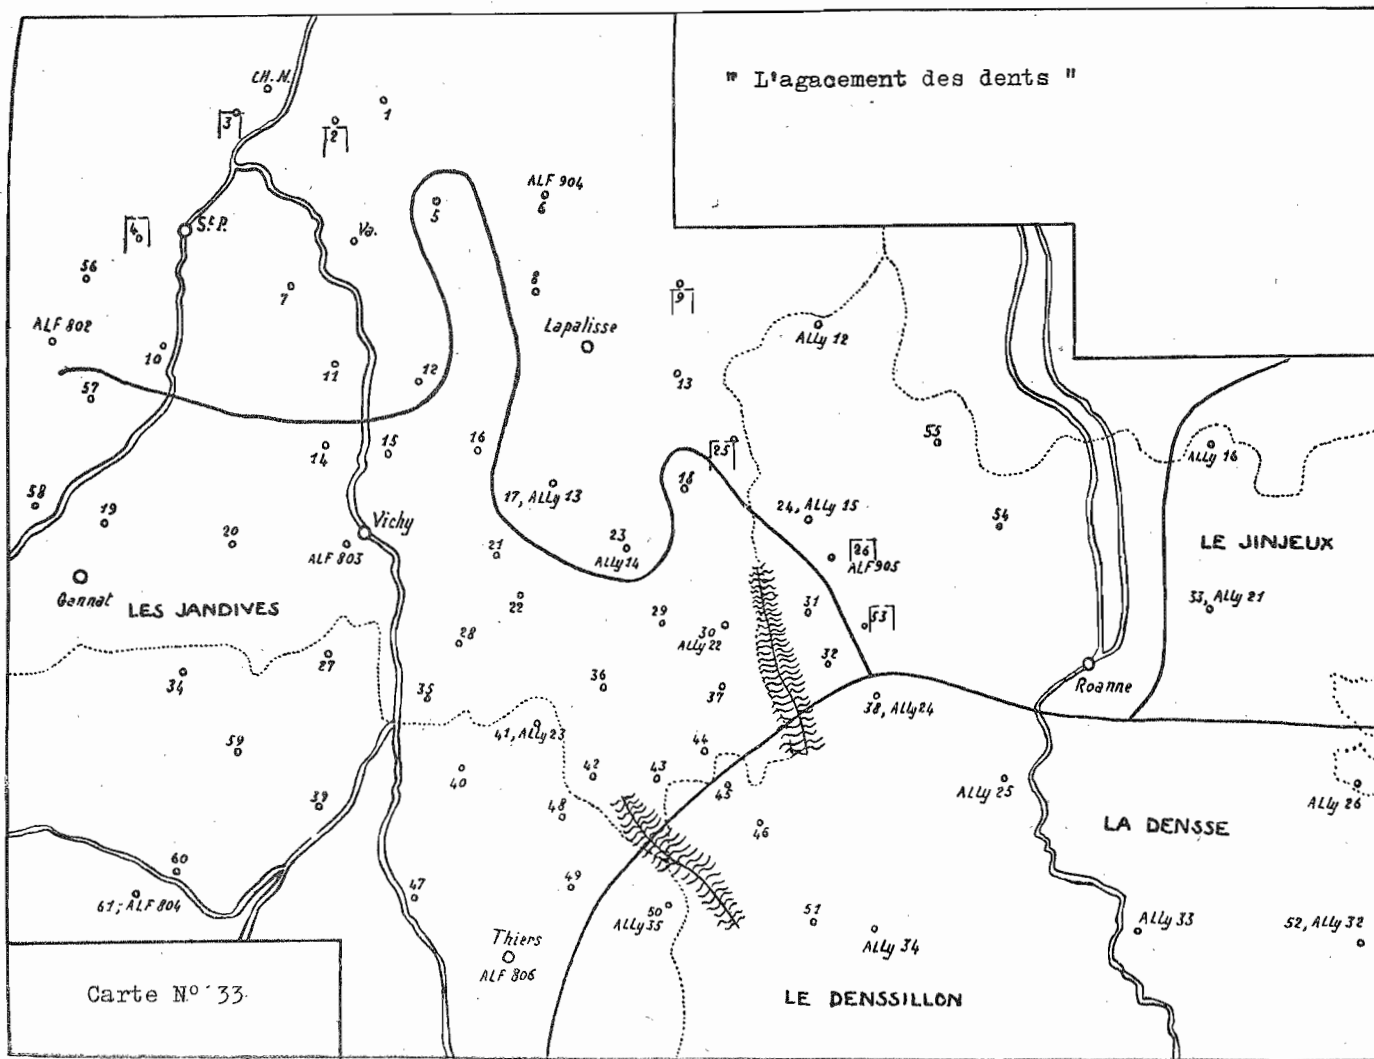 " L'agacement des dents "
CH. N.
3
2
1
ALF 904
6
5
4
St P.
Va.
56
7
8
9
ALF 802
Lapalisse
Ally 12
10
11
12
13
57
55
14
15
16
25
Ally 16
18
17, Ally 13
58
19
20
Vichy
24, Ally 15
54
21
23
Ally 14
26
ALF 905
LE JINJEUX
ALF 803
Gannat
LES JANDIVES
22
29
30
Ally 22
31
53
33, Ally 21
28
27
32
34
35
36
37
38, Ally 24
Roanne
41, Ally 23
59
44
40
42
43
45
Ally 25
Ally 26
39
48
46
LA DENSSE
60
47
49
61, ALF 804
50
Ally 35
51
Ally 34
Ally 33
52, Ally 32
Thiers
ALF 806
Carte No 33
LE DENSSILLON